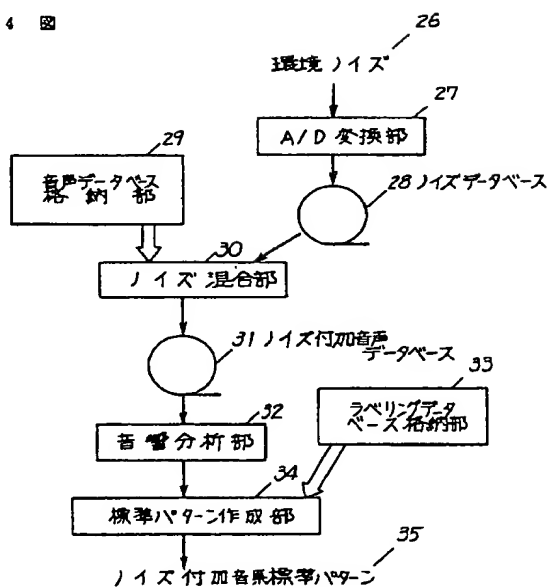 4 図
26
環境ノイズ
27
A/D 変換部
29
音声データベース
格納部
28 ノイズデータベース
30
ノイズ混合部
31 ノイズ付加音声
データベース
33
ラベリングデータ
ベース格納部
32
音響分析部
34
標準パターン作成部
35
ノイズ付加音素標準パターン